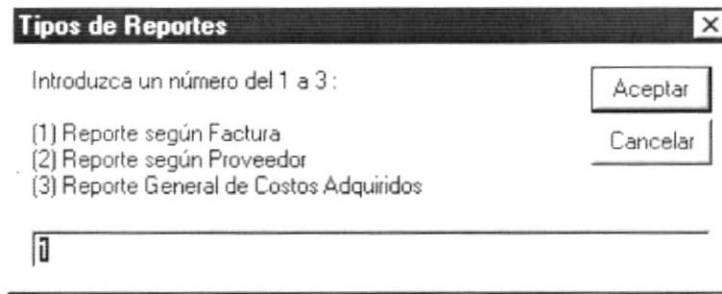 Tipos de Reportes
Introduzca un número del 1 a 3 :
Aceptar
(1) Reporte según Factura
Cancelar
(2) Reporte según Proveedor
(3) Reporte General de Costos Adquiridos
1